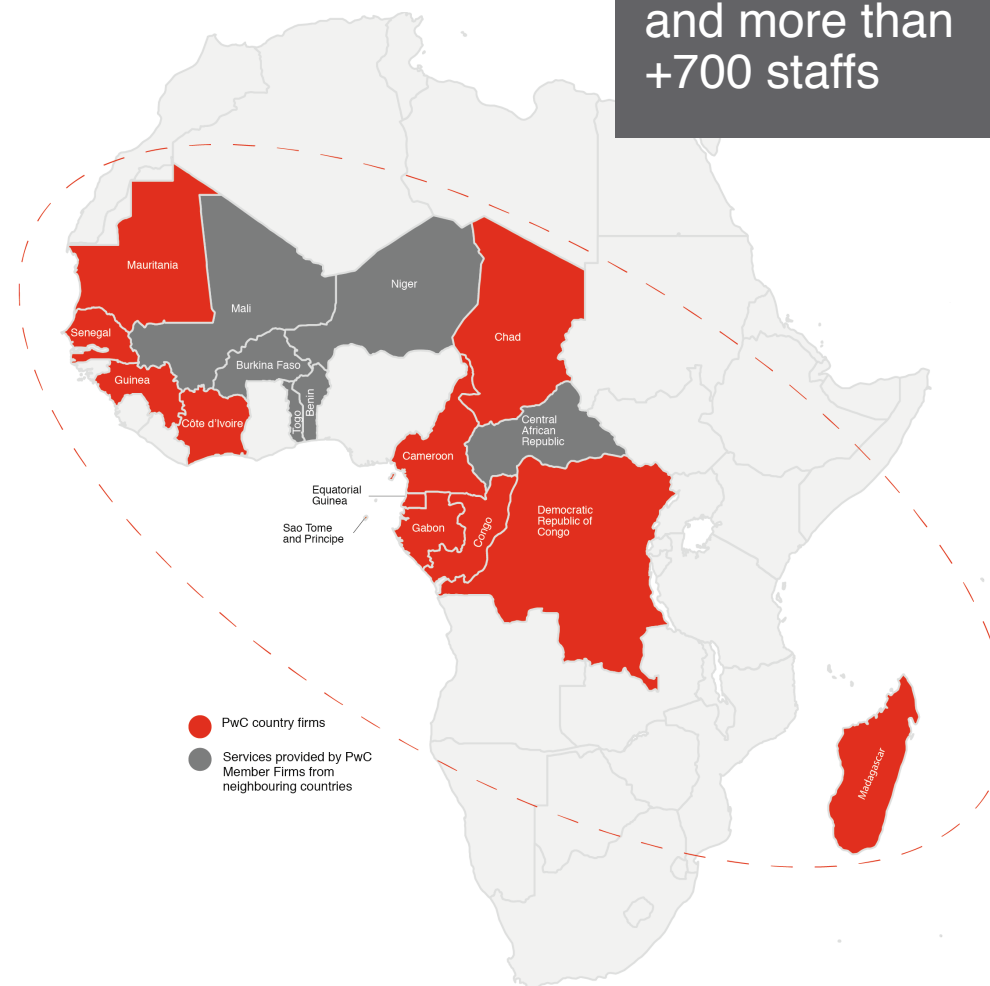 and more than
+700 staffs
Mauritania
Mali
Niger
Senegal
Chad
Burkina Faso
Guinea
Togo
Benin
Côte d'Ivoire
Central
African
Republic
Cameroon
Equatorial
Guinea
Sao Tome
and Principe
Gabon
Congo
Democratic
Republic of
Congo
Madagascar
PwC country firms
Services provided by PwC
Member Firms from
neighbouring countries